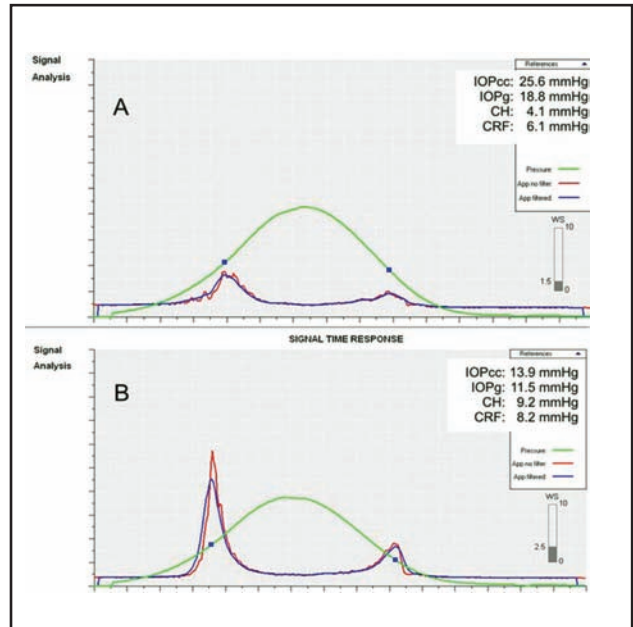 Signal
Analysis
A
References
IOPcc: 25.6 mmHg
IOPg: 18.8 mmHg
CH: 4.1 mmHg
CRF: 6.1 mmHg
Pressure
App no filter
App filtered
WS
10
1.5
0
SIGNAL TIME RESPONSE
Signal
Analysis
B
References
IOPcc: 13.9 mmHg
IOPg: 11.5 mmHg
CH: 9.2 mmHg
CRF: 8.2 mmHg
Pressure
App no filter
App filtered
WS
10
2.5
0